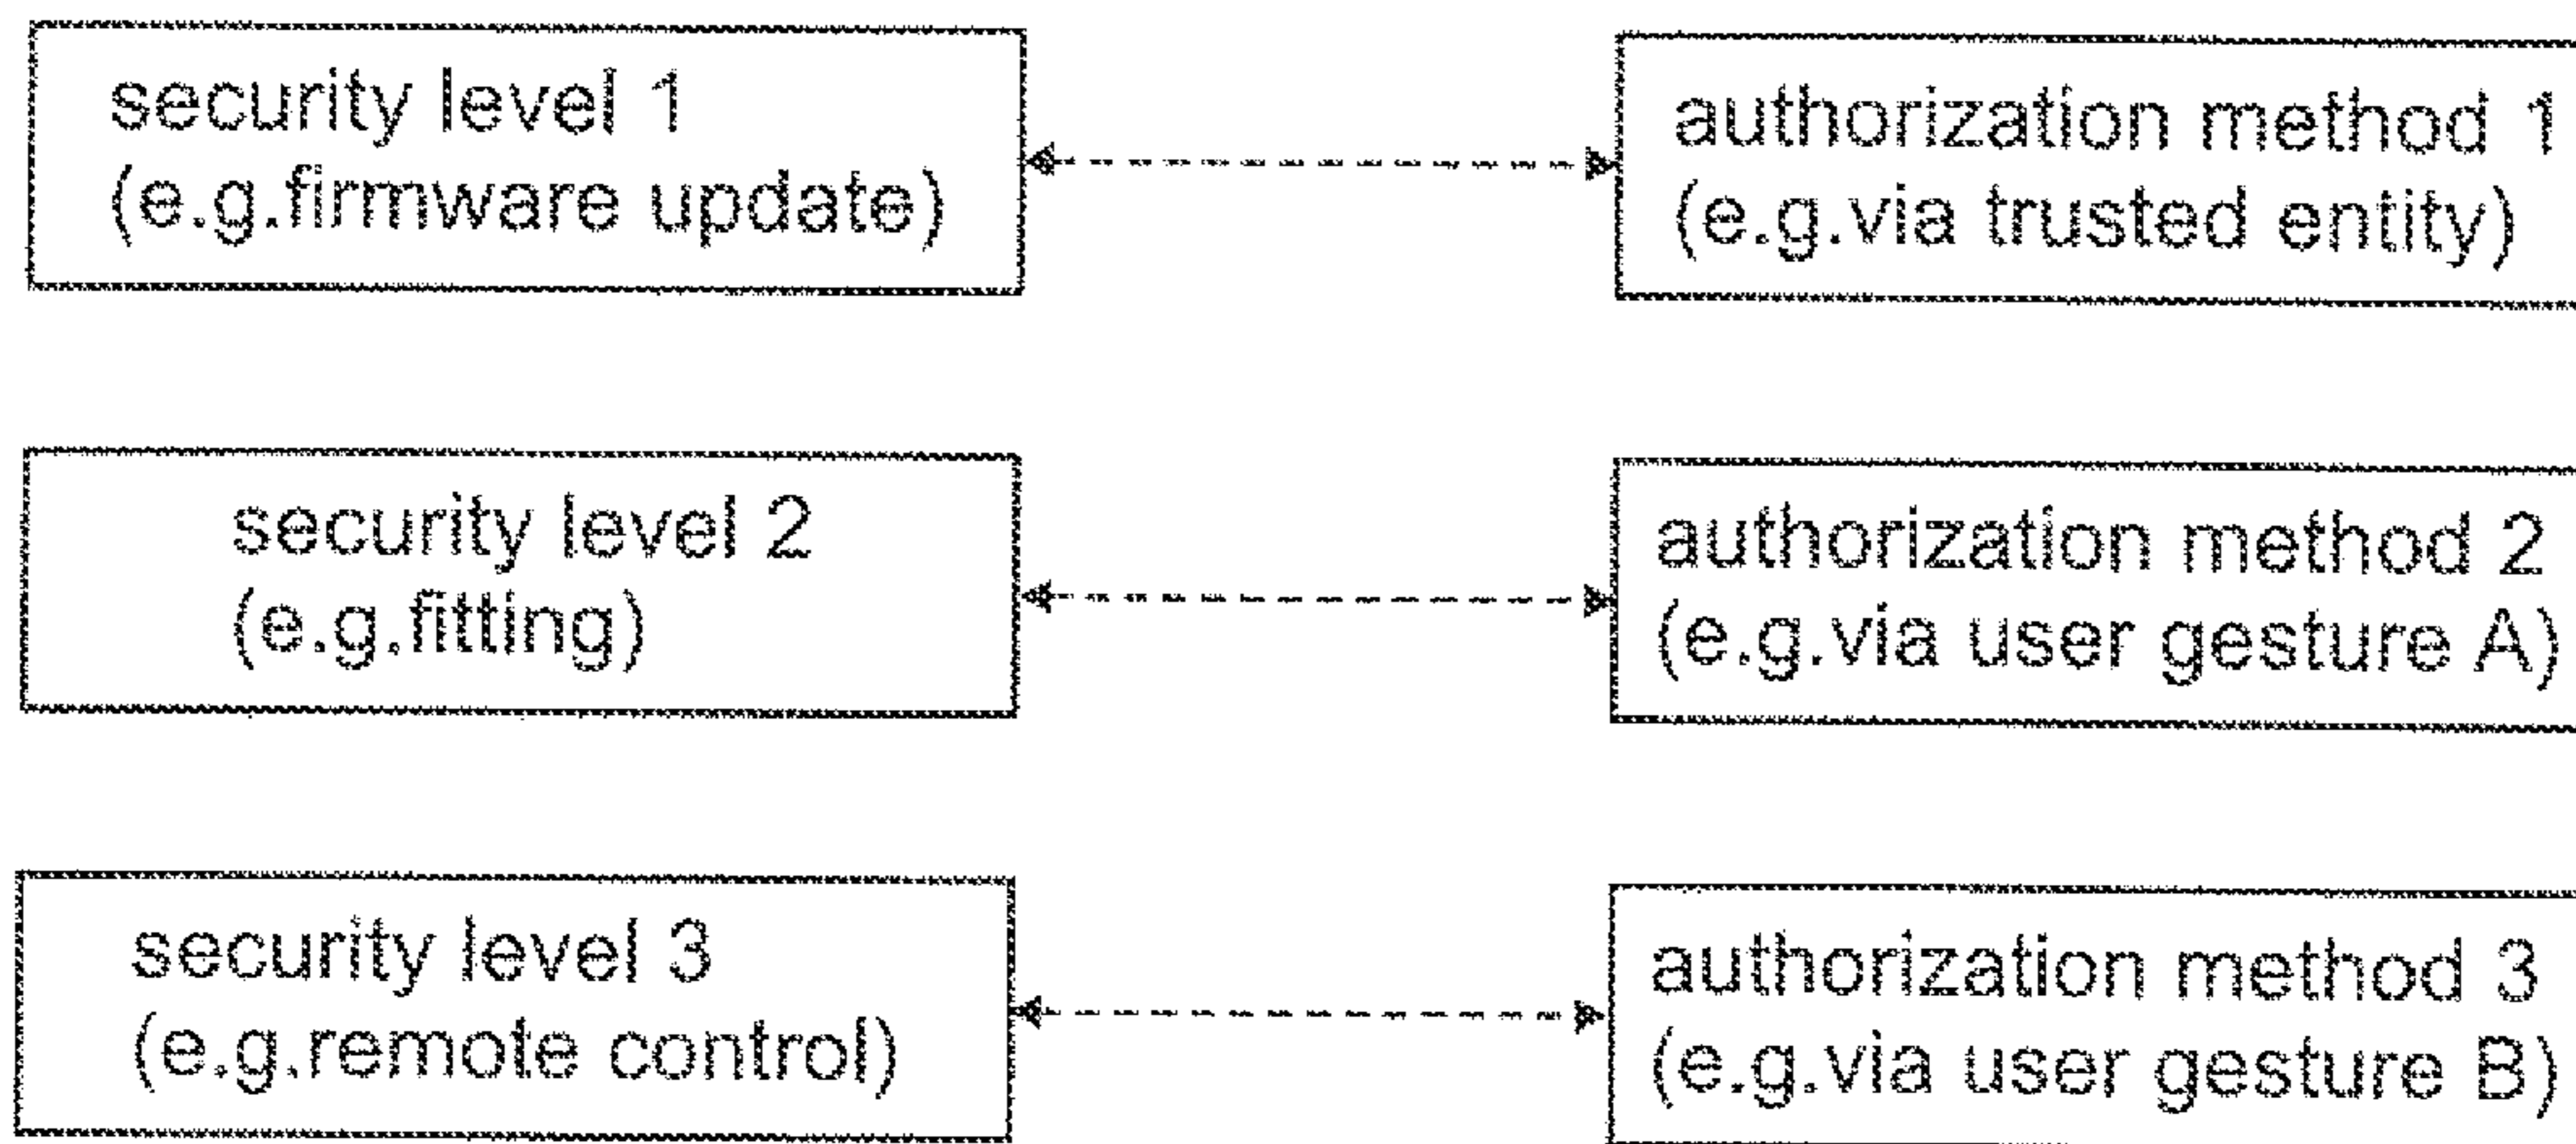 security level 1
(e.g.firmware update)
authorization method 1
(e.g.via trusted entity)
security level 2
(e.g.fitting)
authorization method 2
(e.g.via user gesture A)
security level 3
(e.g.remote control)
authorization method 3
(e.g.via user gesture B)